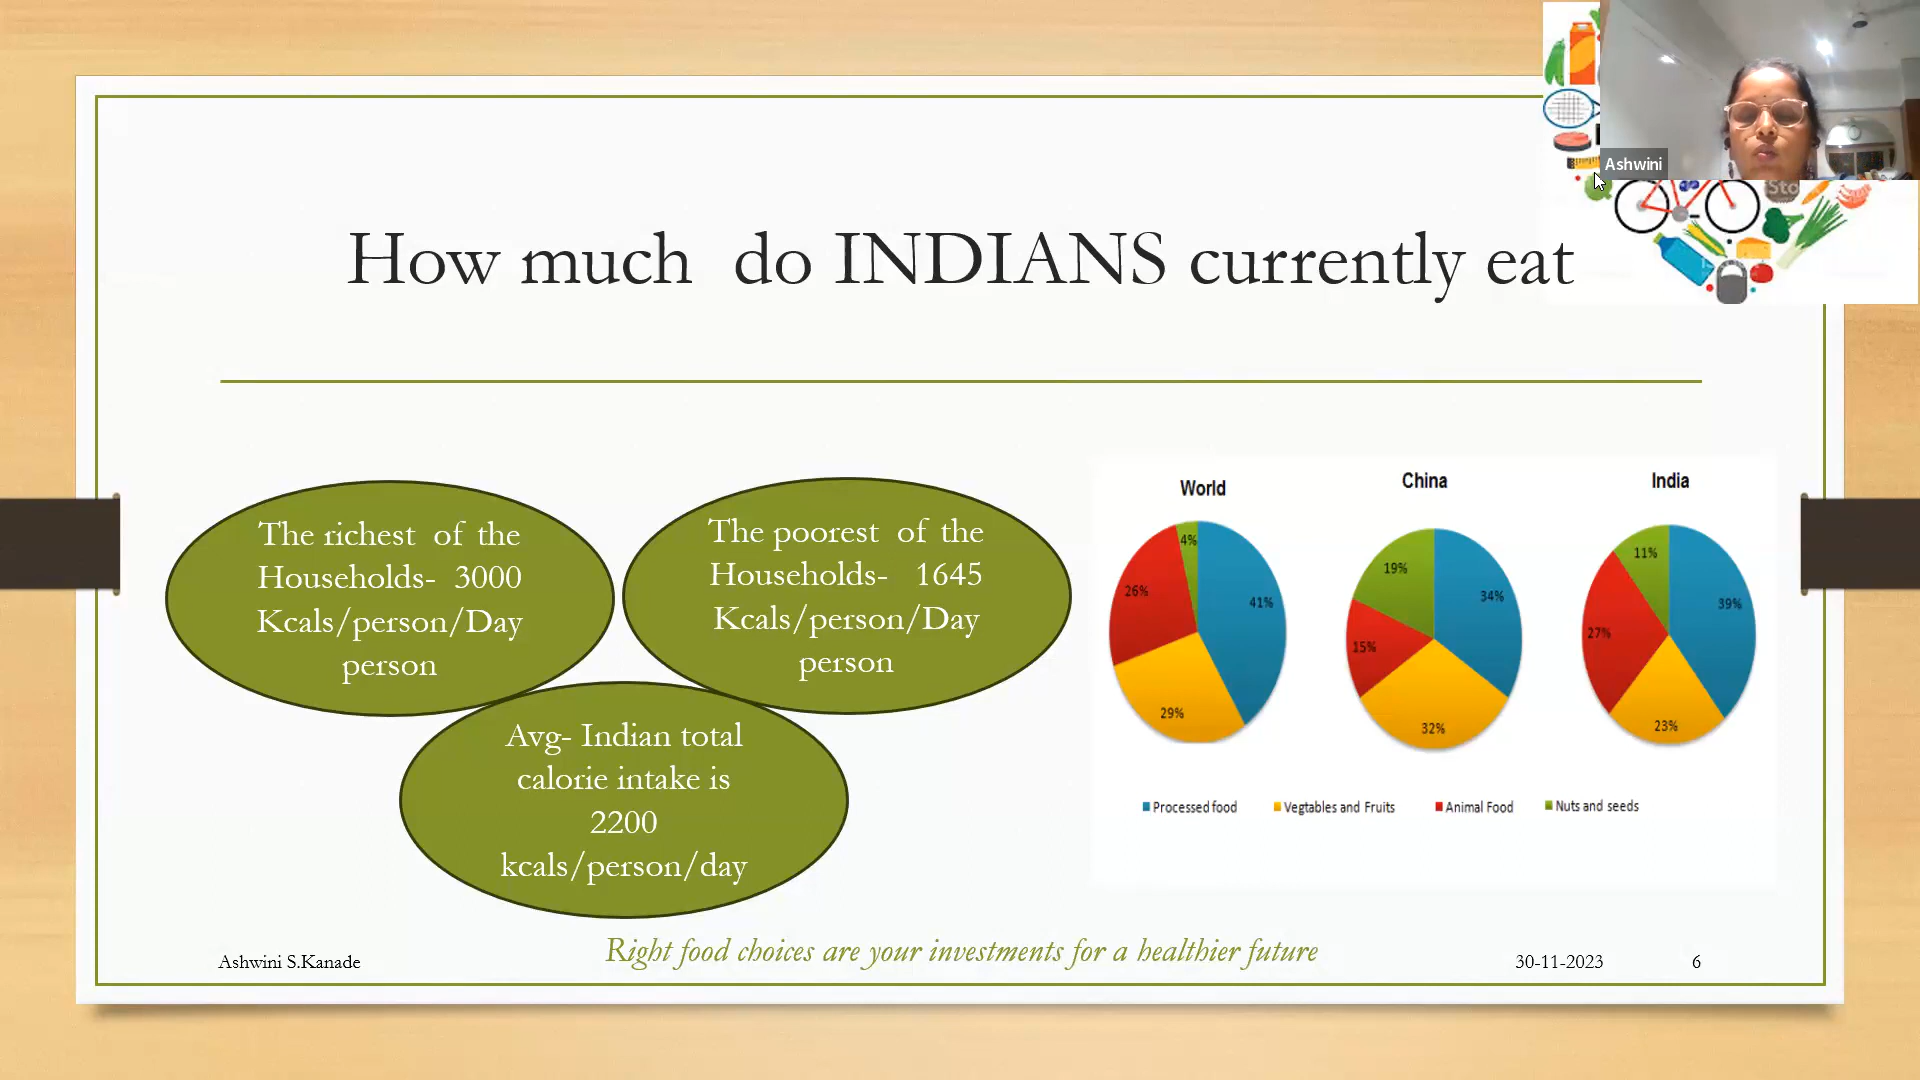 Ashwini
Sto
How much do INDIANS currently eat
The richest of the
Households- 3000
Kcals/person/Day
person
The poorest of the
Households- 1645
Kcals/person/Day
person
Avg- Indian total
calorie intake is
2200
kcals/person/day
World
4%
26%
41%
29%
China
19%
34%
15%
32%
India
11%
39%
27%
23%
Processed food
Vegtables and Fruits
Animal Food
Nuts and seeds
Right food choices are your investments for a healthier future
Ashwini S.Kanade
30-11-2023
6